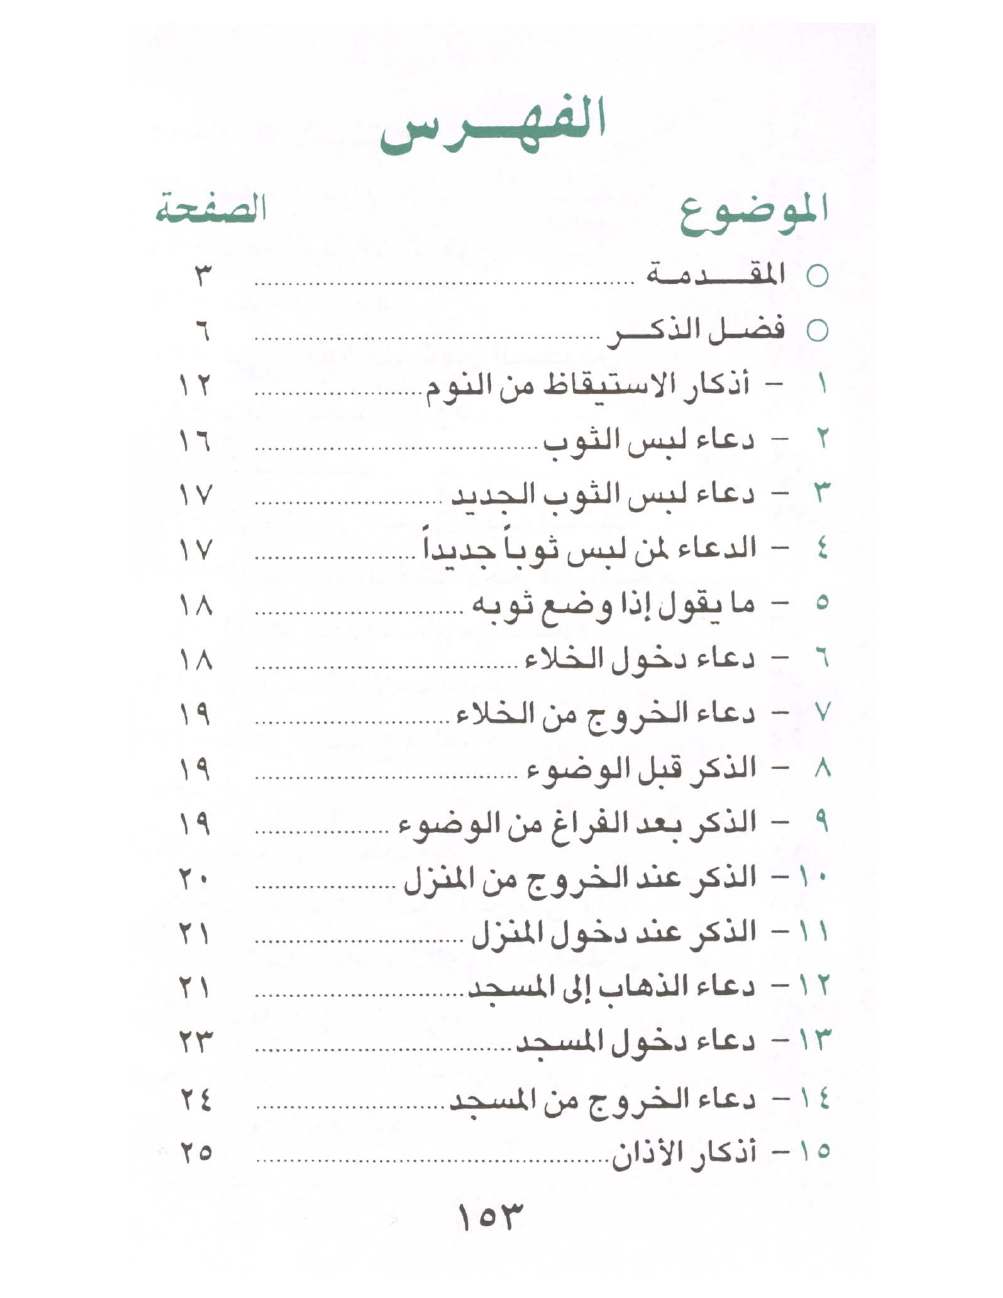 الفهرس
الموضوع الصفحة
○ المقدمة ........ ٣
○ فضل الذكر ........ ٦
١ - أذكار الاستيقاظ من النوم ........ ١٢
٢ - دعاء لبس الثوب ........ ١٦
٣ - دعاء لبس الثوب الجديد ........ ١٧
٤ - الدعاء لمن لبس ثوباً جديداً ........ ١٧
٥ - ما يقول إذا وضع ثوبه ........ ١٨
٦ - دعاء دخول الخلاء ........ ١٨
٧ - دعاء الخروج من الخلاء ........ ١٩
٨ - الذكر قبل الوضوء ........ ١٩
٩ - الذكر بعد الفراغ من الوضوء ........ ١٩
١٠ - الذكر عند الخروج من المنزل ........ ٢٠
١١ - الذكر عند دخول المنزل ........ ٢١
١٢ - دعاء الذهاب إلى المسجد ........ ٢١
١٣ - دعاء دخول المسجد ........ ٢٣
١٤ - دعاء الخروج من المسجد ........ ٢٤
١٥ - أذكار الأذان ........ ٢٥
١٥٣